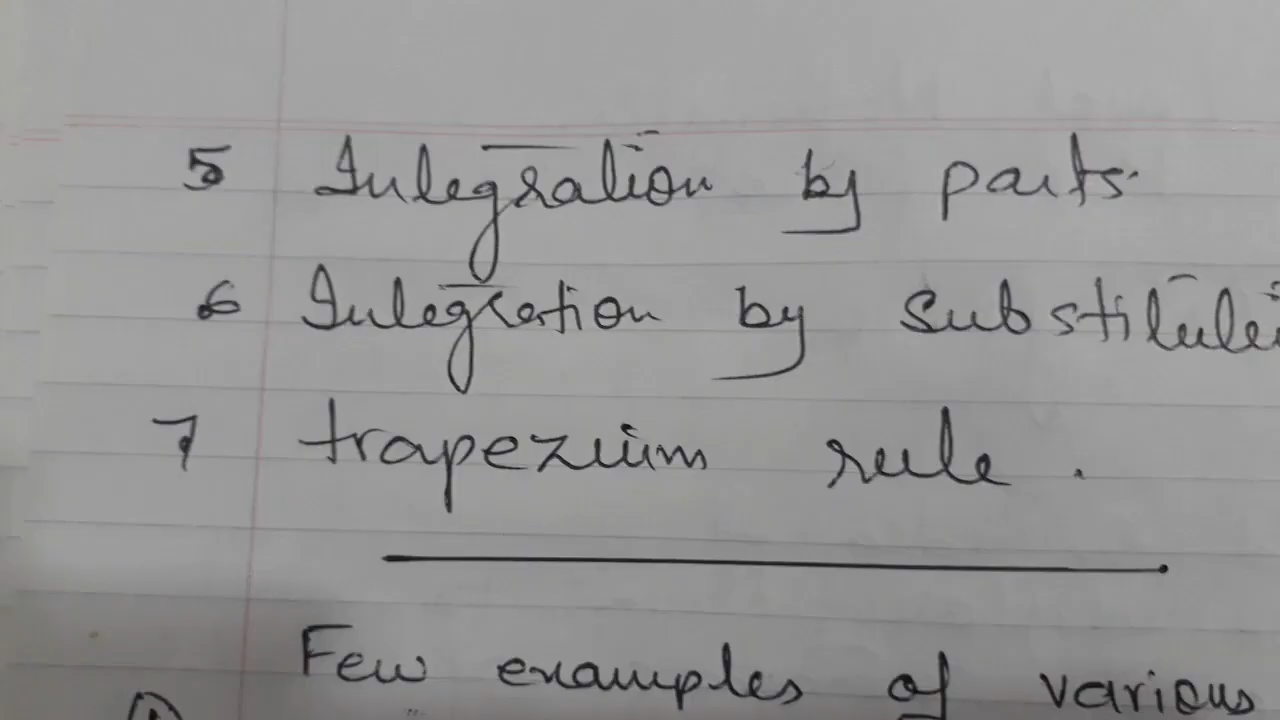 5 Integration by parts.
6 Integration by
7 trapezium rule.
Few examples of various